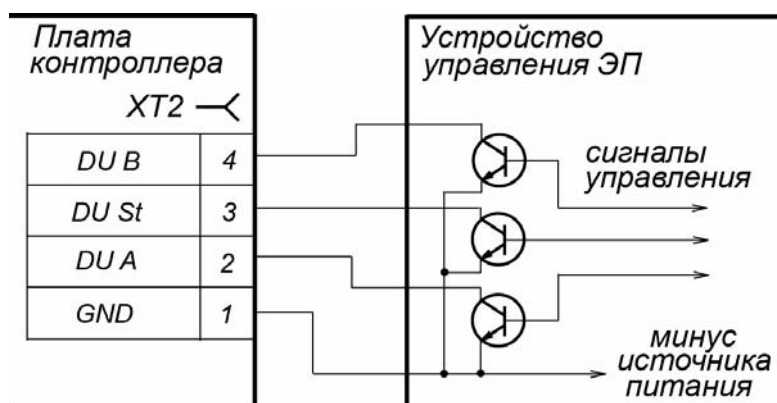 Плата
контроллера
XT2
DU B 4
DU St 3
DU A 2
GND 1
Устройство
управления ЭП
сигналы
управления
минус
источника
питания